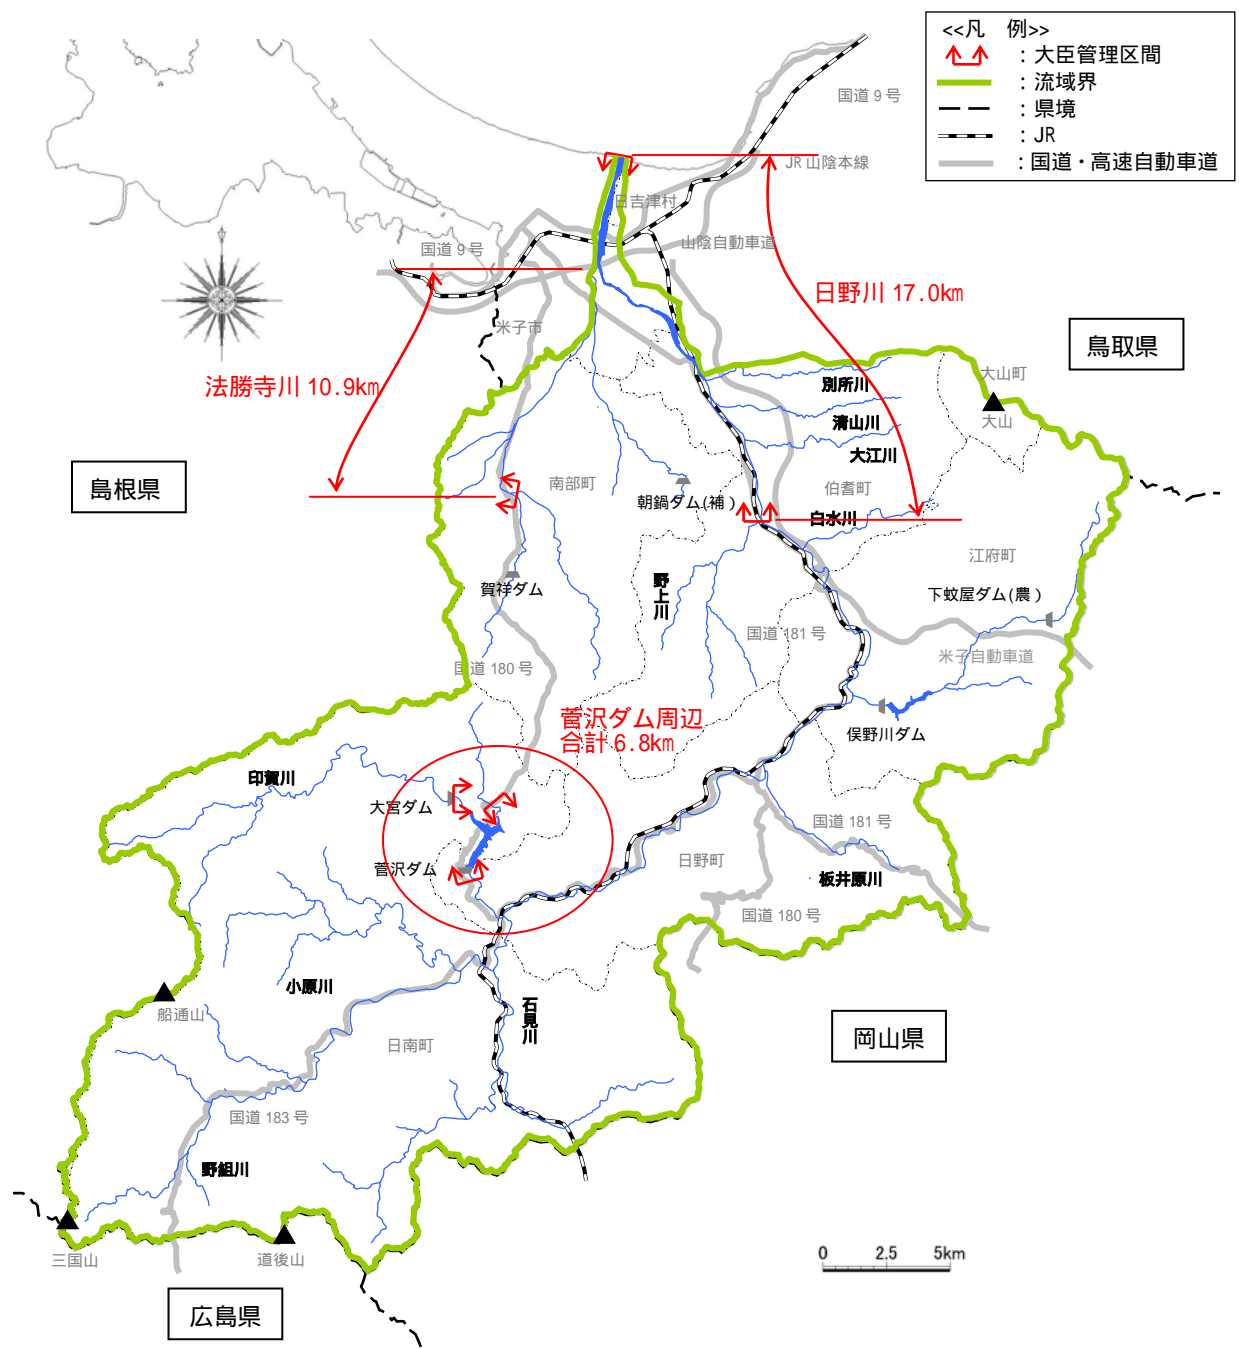 <<凡　例>>
：大臣管理区間
：流域界
：県境
：JR
：国道・高速自動車道
国道 9 号
JR 山陰本線
日吉津村
山陰自動車道
国道 9 号
日野川 17.0km
米子市
鳥取県
法勝寺川 10.9km
別所川
大山町
大山
清山川
大江川
島根県
南部町
朝鍋ダム(補)
伯耆町
白水川
江府町
賀祥ダム
野上川
下蚊屋ダム(農)
国道 181 号
米子自動車道
国道 180 号
菅沢ダム周辺
合計 6.8km
俣野川ダム
印賀川
大宮ダム
国道 181 号
日野町
菅沢ダム
板井原川
国道 180 号
小原川
船通山
石見川
日南町
岡山県
国道 183 号
野組川
三国山
道後山
0 2.5 5km
広島県